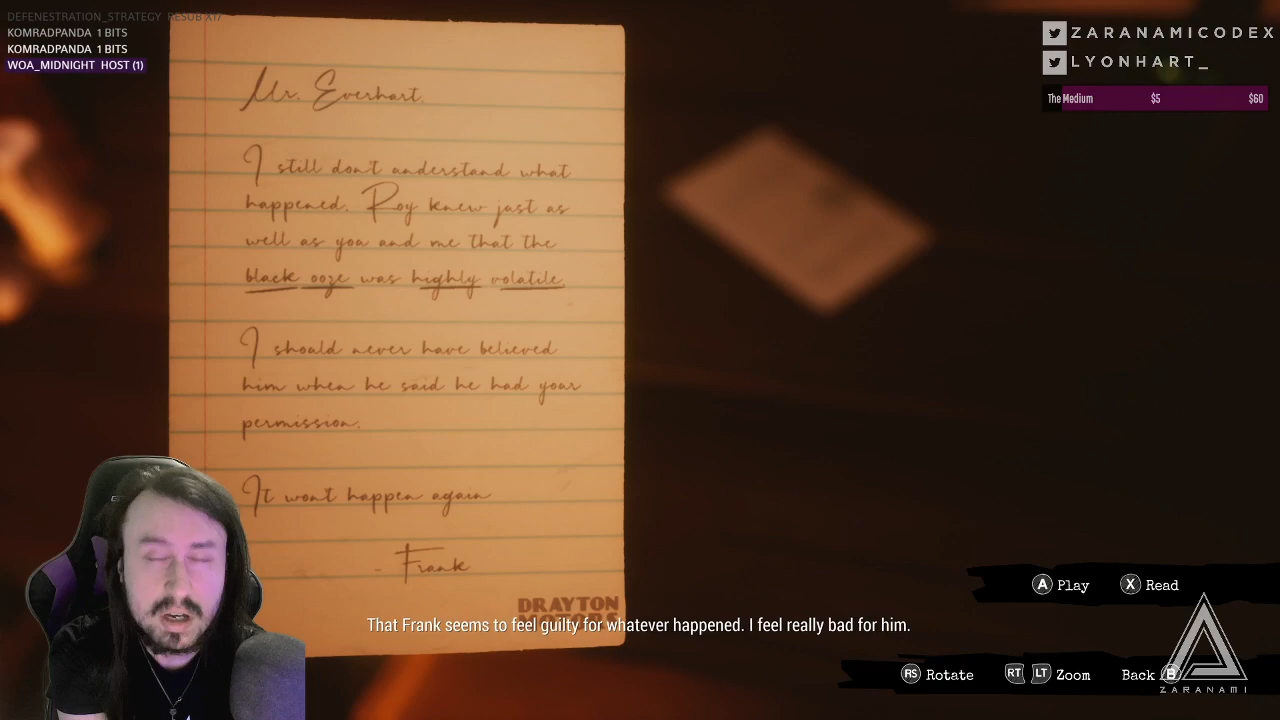 DEFENESTRATION_STRATEGY RESUB X17
KOMRADPANDA 1 BITS
KOMRADPANDA 1 BITS
WOA_MIDNIGHT HOST (1)
ZARANAMICODEX
LYONHART_
The Medium $5 $60
Mr. Everhart.
I still don't understand what
happened. Roy knew just as
well as you and me that the
black ooze was highly volatile.
I should never have believed
him when he said he had your
permission.
It won't happen again
- Frank
DRAYTON
MOTORS
That Frank seems to feel guilty for whatever happened. I feel really bad for him.
A Play X Read
RS Rotate RT LT Zoom Back B
ZARANAMI